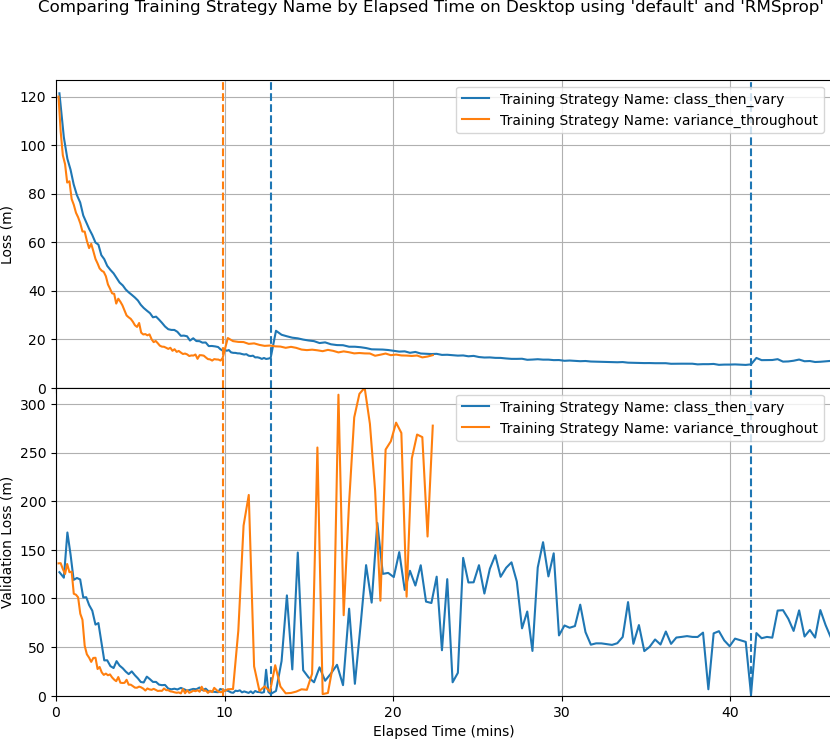 Comparing Training Strategy Name by Elapsed Time on Desktop using 'default' and 'RMSprop'
Training Strategy Name: class_then_vary
Training Strategy Name: variance_throughout
120
100
80
60
40
20
0
Loss (m)
Training Strategy Name: class_then_vary
Training Strategy Name: variance_throughout
300
250
200
150
100
50
0
Validation Loss (m)
0 10 20 30 40
Elapsed Time (mins)